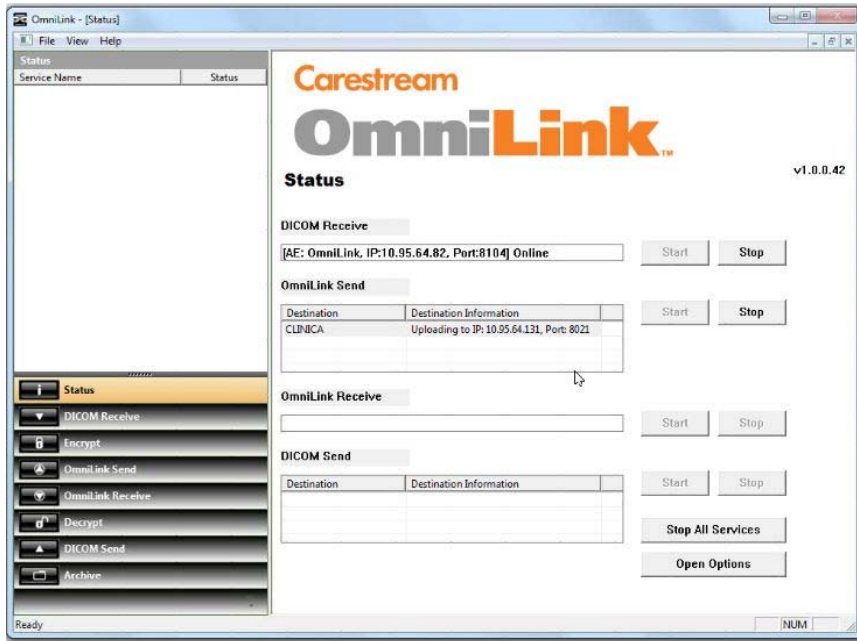 OmniLink - [Status]
File View Help
Status
Service Name Status
Carestream
OmniLink™
v1.0.0.42
Status
DICOM Receive
[AE: OmniLink, IP:10.95.64.82, Port:8104] Online Start Stop
OmniLink Send
Destination Destination Information Start Stop
CLINICA Uploading to IP: 10.95.64.131, Port: 8021
OmniLink Receive
Start Stop
DICOM Send
Destination Destination Information Start Stop
Stop All Services
Open Options
Status
DICOM Receive
Encrypt
OmniLink Send
OmniLink Receive
Decrypt
DICOM Send
Archive
Ready NUM